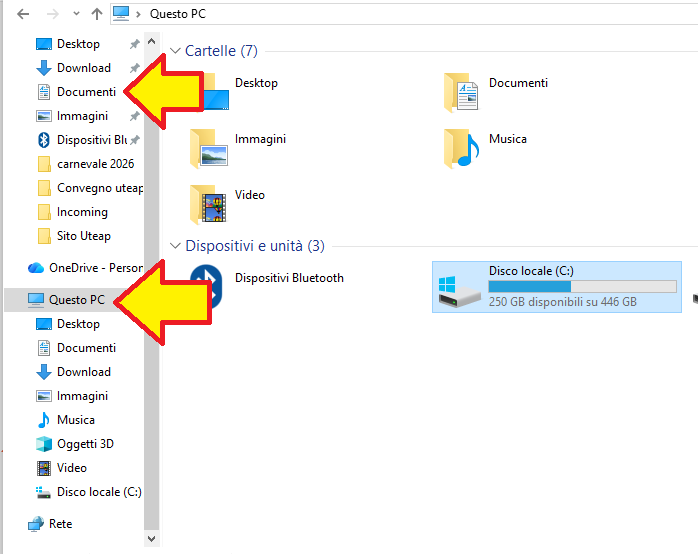 Questo PC
Desktop
Download
Documenti
Immagini
Dispositivi Blu
carnevale 2026
Convegno uteap
Incoming
Sito Uteap
OneDrive - Person
Questo PC
Desktop
Documenti
Download
Immagini
Musica
Oggetti 3D
Video
Disco locale (C:)
Rete
Cartelle (7)
Desktop
Documenti
Immagini
Musica
Video
Dispositivi e unità (3)
Dispositivi Bluetooth
Disco locale (C:)
250 GB disponibili su 446 GB